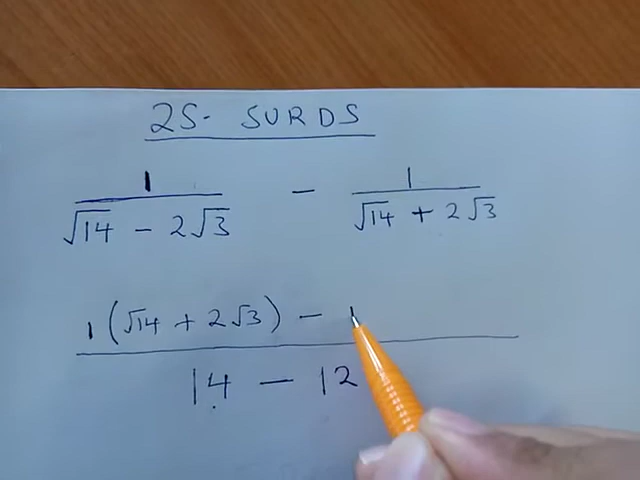 25. SURDS
1/(√14 - 2√3) - 1/(√14 + 2√3)
1(√14 + 2√3) - 1
14 - 12